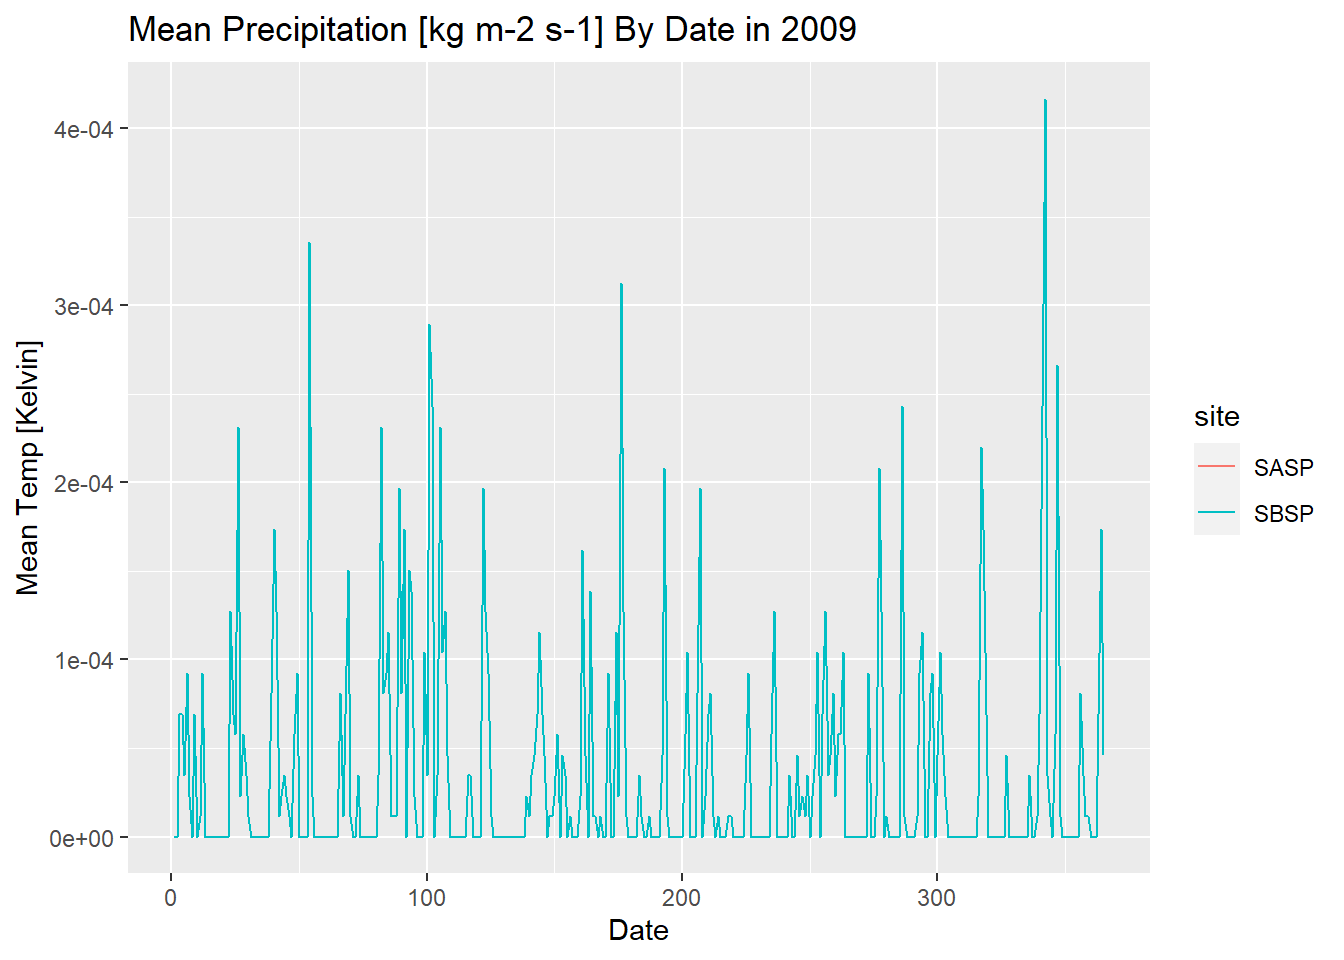 Mean Precipitation [kg m-2 s-1] By Date in 2009
4e-04
3e-04
2e-04
1e-04
0e+00
Mean Temp [Kelvin]
0
100
200
300
Date
site
SASP
SBSP